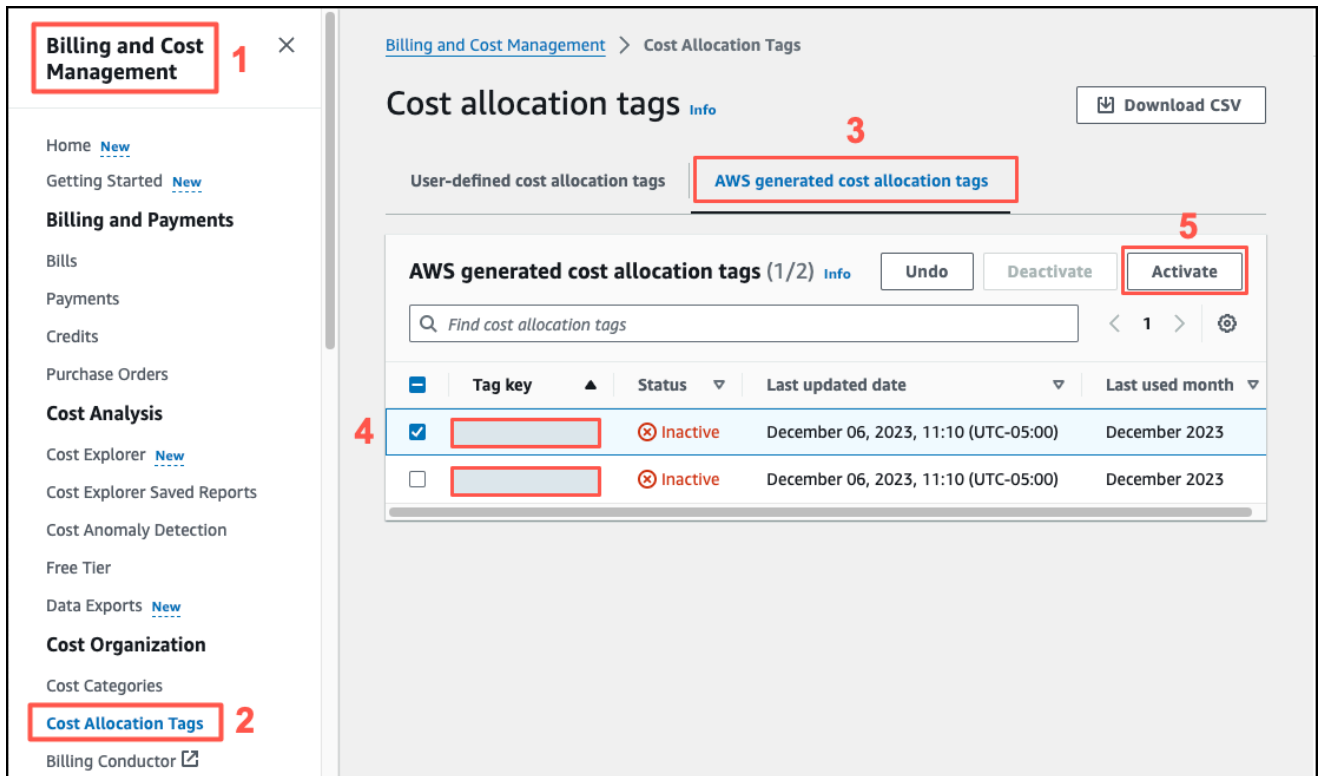 Billing and Cost
Management
1
Home New
Getting Started New
Billing and Payments
Bills
Payments
Credits
Purchase Orders
Cost Analysis
Cost Explorer New
Cost Explorer Saved Reports
Cost Anomaly Detection
Free Tier
Data Exports New
Cost Organization
Cost Categories
Cost Allocation Tags 2
Billing Conductor
Billing and Cost Management > Cost Allocation Tags
Cost allocation tags Info
Download CSV
3
User-defined cost allocation tags
AWS generated cost allocation tags
5
AWS generated cost allocation tags (1/2) Info
Undo
Deactivate
Activate
Find cost allocation tags
1
Tag key Status Last updated date Last used month
4 Inactive December 06, 2023, 11:10 (UTC-05:00) December 2023
Inactive December 06, 2023, 11:10 (UTC-05:00) December 2023